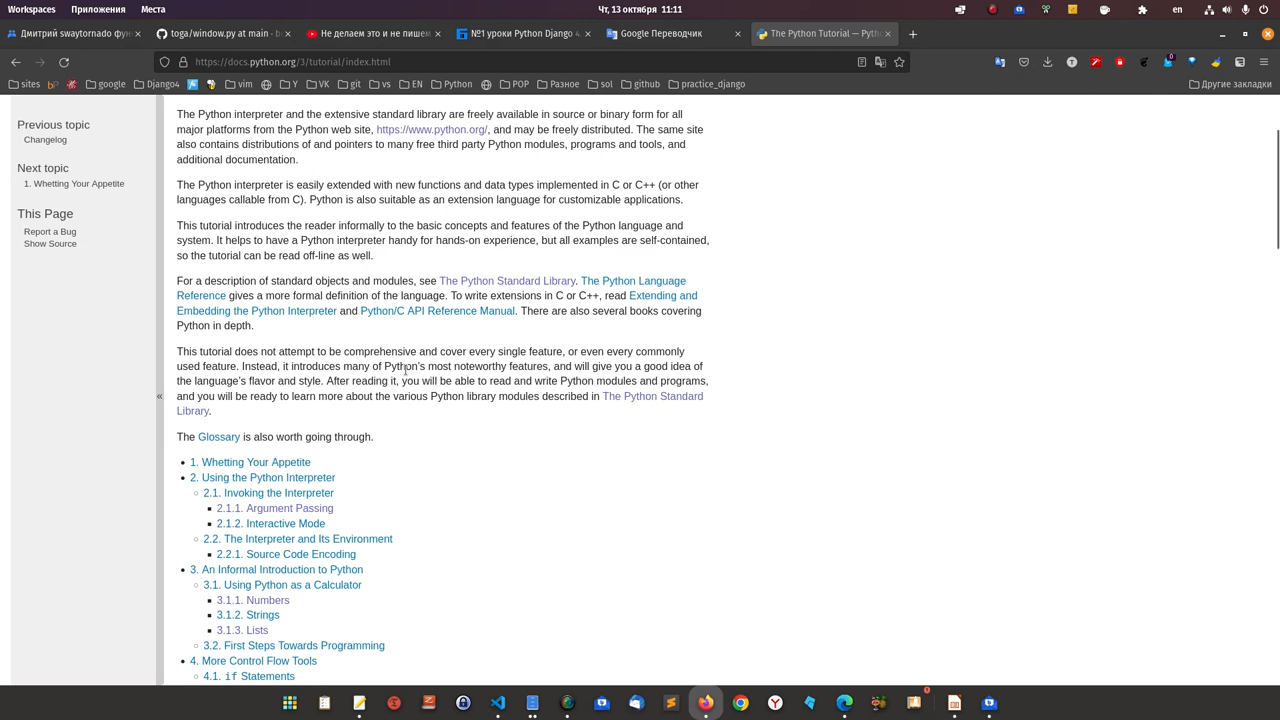 Workspaces Приложения Места Чт, 13 октября 11:11 en
Дмитрий swaytornado фун
toga/window.py at main · b
Не делаем это и не пишем
№1 уроки Python Django 4.
Google Переводчик
The Python Tutorial — Pyth
https://docs.python.org/3/tutorial/index.html
sites google Django4 vim Y VK git vs EN Python POP Разное sol github practice_django Другие закладки
Previous topic
Changelog
Next topic
1. Whetting Your Appetite
This Page
Report a Bug
Show Source
«
The Python interpreter and the extensive standard library are freely available in source or binary form for all
major platforms from the Python web site, https://www.python.org/, and may be freely distributed. The same site
also contains distributions of and pointers to many free third party Python modules, programs and tools, and
additional documentation.
The Python interpreter is easily extended with new functions and data types implemented in C or C++ (or other
languages callable from C). Python is also suitable as an extension language for customizable applications.
This tutorial introduces the reader informally to the basic concepts and features of the Python language and
system. It helps to have a Python interpreter handy for hands-on experience, but all examples are self-contained,
so the tutorial can be read off-line as well.
For a description of standard objects and modules, see The Python Standard Library. The Python Language
Reference gives a more formal definition of the language. To write extensions in C or C++, read Extending and
Embedding the Python Interpreter and Python/C API Reference Manual. There are also several books covering
Python in depth.
This tutorial does not attempt to be comprehensive and cover every single feature, or even every commonly
used feature. Instead, it introduces many of Python’s most noteworthy features, and will give you a good idea of
the language’s flavor and style. After reading it, you will be able to read and write Python modules and programs,
and you will be ready to learn more about the various Python library modules described in The Python Standard
Library.
The Glossary is also worth going through.
1. Whetting Your Appetite
2. Using the Python Interpreter
2.1. Invoking the Interpreter
2.1.1. Argument Passing
2.1.2. Interactive Mode
2.2. The Interpreter and Its Environment
2.2.1. Source Code Encoding
3. An Informal Introduction to Python
3.1. Using Python as a Calculator
3.1.1. Numbers
3.1.2. Strings
3.1.3. Lists
3.2. First Steps Towards Programming
4. More Control Flow Tools
4.1. if Statements